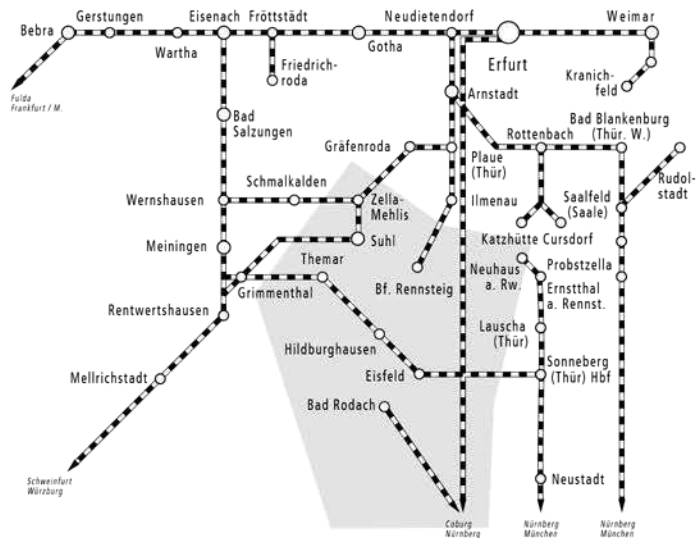 Gerstungen
Eisenach
Fröttstädt
Neudietendorf
Weimar
Bebra
Wartha
Gotha
Erfurt
Friedrich-
roda
Kranich-
feld
Fulda
Frankfurt / M.
Arnstadt
Bad
Salzungen
Bad Blankenburg
(Thür. W.)
Rottenbach
Gräfenroda
Plaue
(Thür)
Rudol-
stadt
Schmalkalden
Wernshausen
Zella-
Mehlis
Ilmenau
Saalfeld
(Saale)
Meiningen
Suhl
Katzhütte Cursdorf
Themar
Neuhaus
a. Rw.
Probstzella
Bf. Rennsteig
Grimmenthal
Ernstthal
a. Rennst.
Rentwertshausen
Lauscha
(Thür)
Hildburghausen
Eisfeld
Sonneberg
(Thür) Hbf
Mellrichstadt
Bad Rodach
Neustadt
Schweinfurt
Würzburg
Coburg
Nürnberg
Nürnberg
München
Nürnberg
München